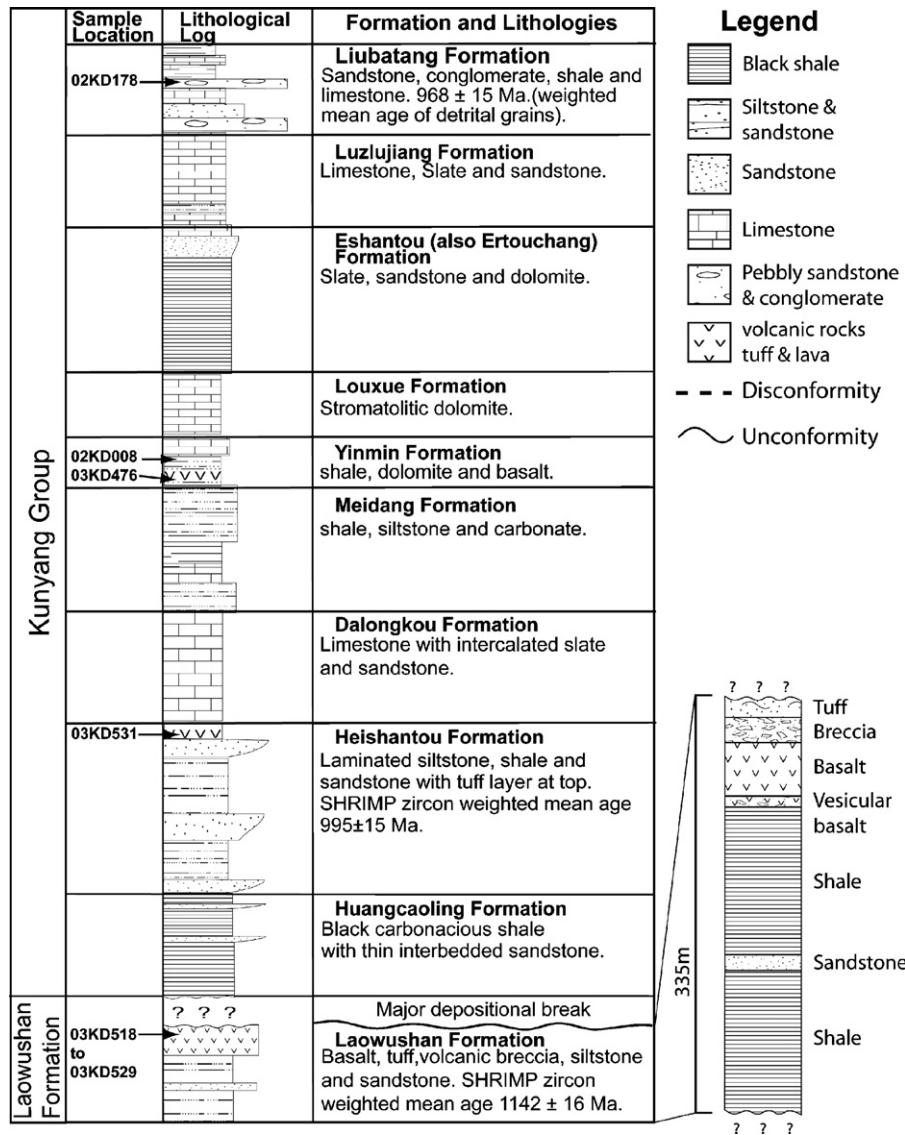 Sample
Location
Lithological
Log
Formation and Lithologies
Kunyang Group
02KD178
Liubatang Formation
Sandstone, conglomerate, shale and
limestone. 968 ± 15 Ma.(weighted
mean age of detrital grains).
Luzlujiang Formation
Limestone, Slate and sandstone.
Eshantou (also Ertouchang)
Formation
Slate, sandstone and dolomite.
Louxue Formation
Stromatolitic dolomite.
02KD008
03KD476
Yinmin Formation
shale, dolomite and basalt.
Meidang Formation
shale, siltstone and carbonate.
Dalongkou Formation
Limestone with intercalated slate
and sandstone.
03KD531
Heishantou Formation
Laminated siltstone, shale and
sandstone with tuff layer at top.
SHRIMP zircon weighted mean age
995±15 Ma.
Huangcaoling Formation
Black carbonacious shale
with thin interbedded sandstone.
? ? ?
Major depositional break
Laowushan
Formation
03KD518
to
03KD529
Laowushan Formation
Basalt, tuff,volcanic breccia, siltstone
and sandstone. SHRIMP zircon
weighted mean age 1142 ± 16 Ma.
Legend
Black shale
Siltstone &
sandstone
Sandstone
Limestone
Pebbly sandstone
& conglomerate
volcanic rocks
tuff & lava
Disconformity
Unconformity
335m
? ? ?
Tuff
Breccia
Basalt
Vesicular
basalt
Shale
Sandstone
Shale
? ? ?